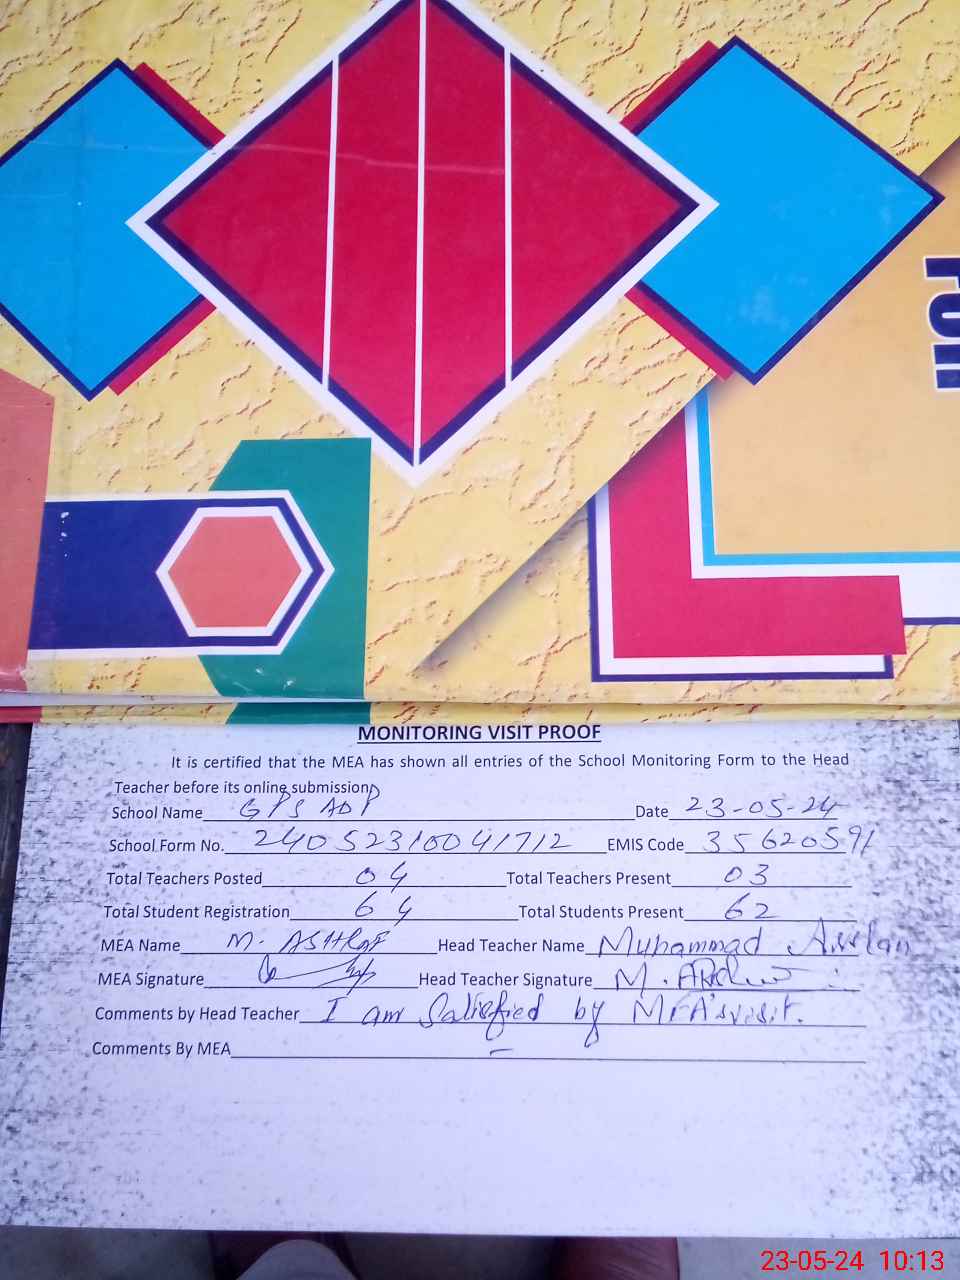 FOR
MONITORING VISIT PROOF
It is certified that the MEA has shown all entries of the School Monitoring Form to the Head
Teacher before its online submission
School Name GPS ADP Date 23-05-24
School Form No. 24052310041712 EMIS Code 35620591
Total Teachers Posted 04 Total Teachers Present 03
Total Student Registration 64 Total Students Present 62
MEA Name M. ASHRAF Head Teacher Name Muhammad Arslan
MEA Signature Head Teacher Signature M.
Comments by Head Teacher I am Satisfied by MEA's visit.
Comments By MEA –
23-05-24 10:13